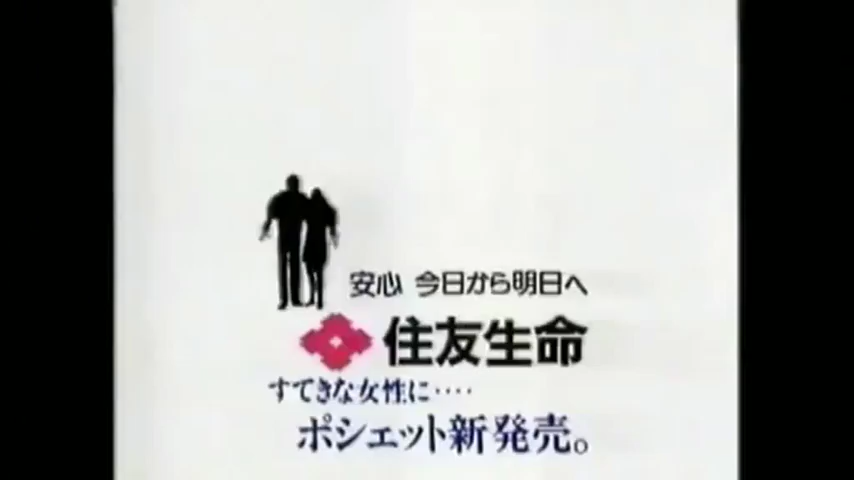 安心 今日から明日へ
住友生命
すてきな女性に‥‥
ポシェット新発売。